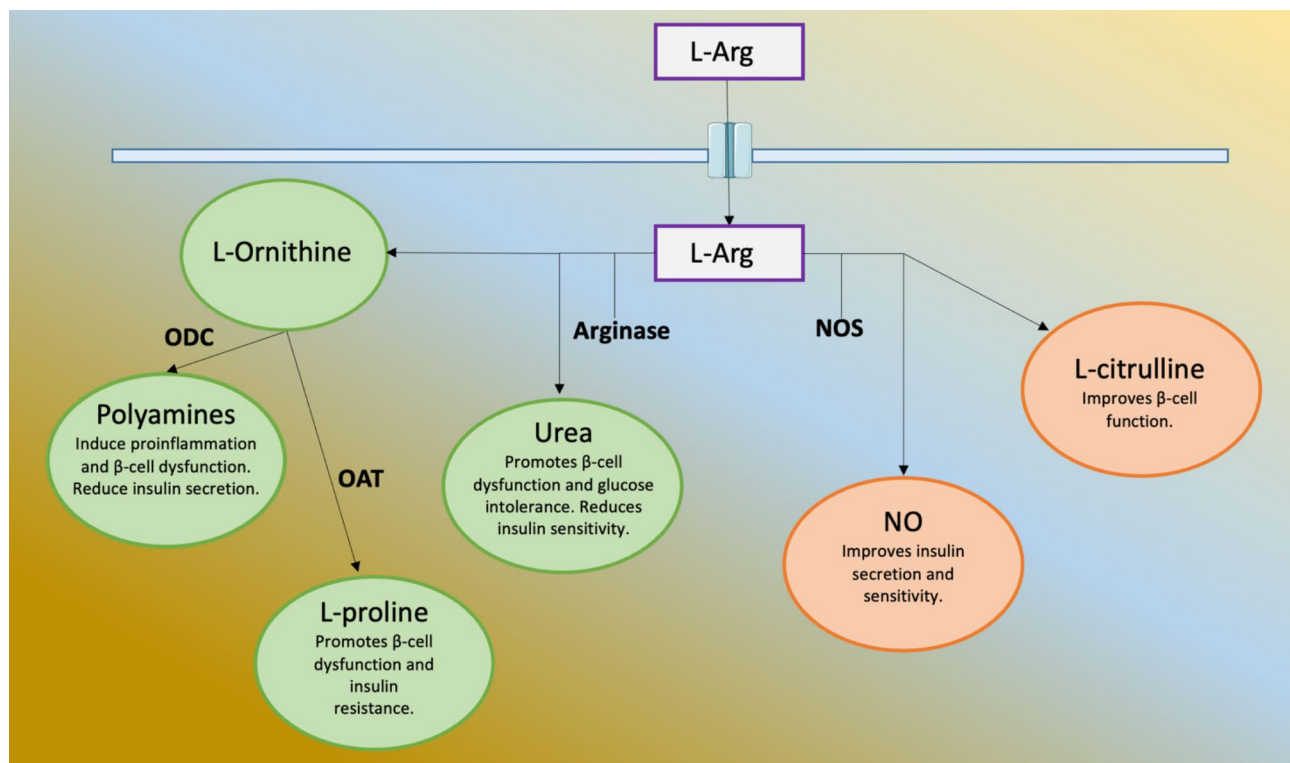 L-Arg
L-Arg
L-Ornithine
Arginase
NOS
ODC
L-citrulline
Improves β-cell
function.
Polyamines
Induce proinflammation
and β-cell dysfunction.
Reduce insulin secretion.
OAT
Urea
Promotes β-cell
dysfunction and glucose
intolerance. Reduces
insulin sensitivity.
NO
Improves insulin
secretion and
sensitivity.
L-proline
Promotes β-cell
dysfunction and
insulin
resistance.